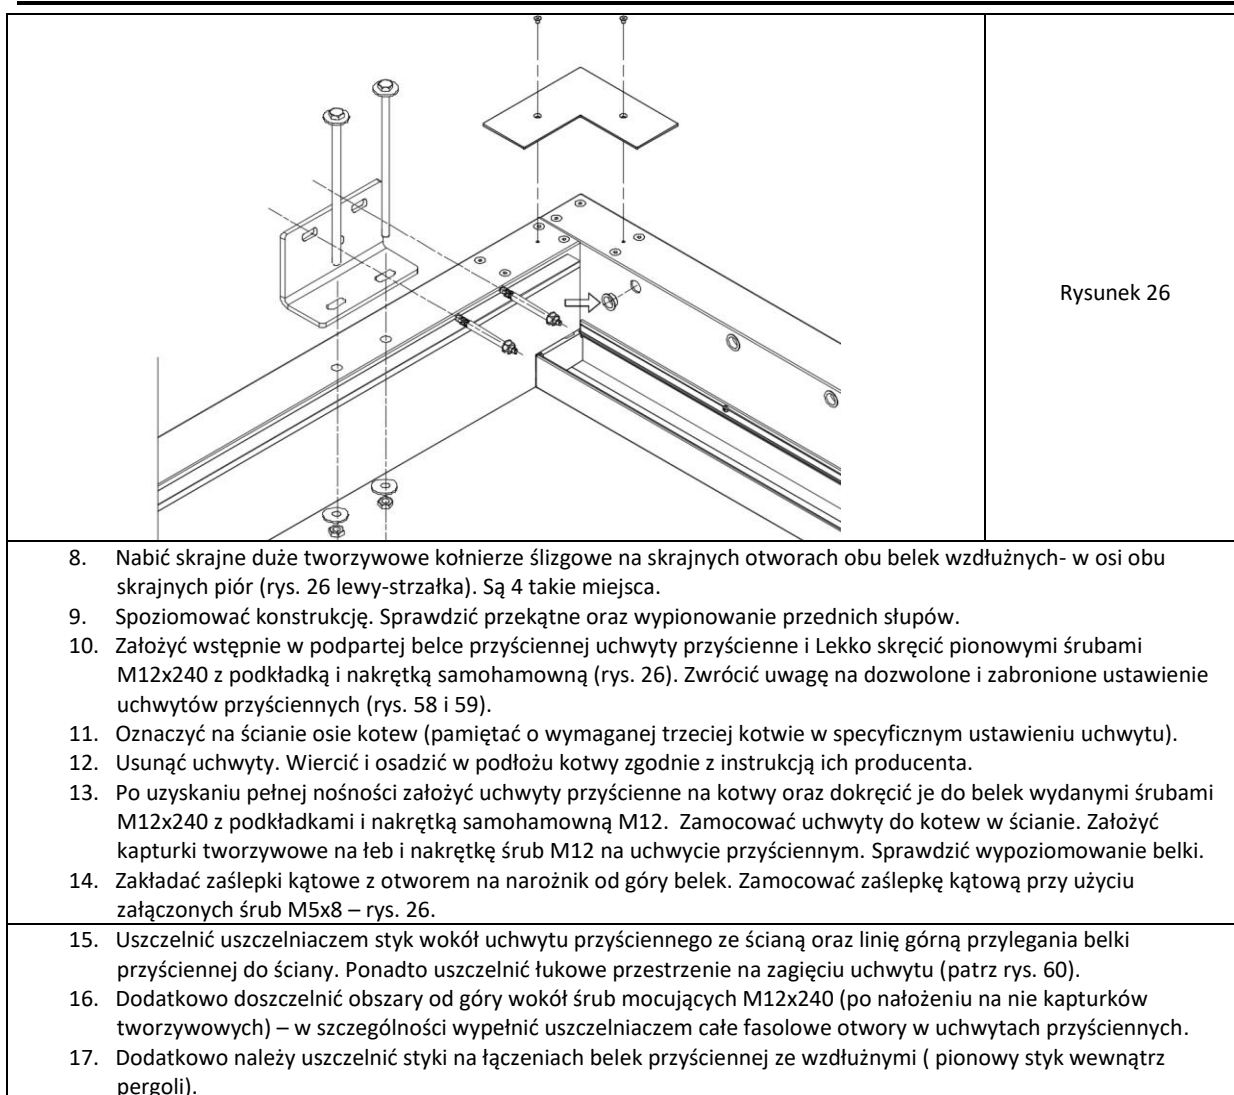 Rysunek 26
8. Nabić skrajne duże tworzywowe kołnierze ślizgowe na skrajnych otworach obu belek wzdłużnych- w osi obu
skrajnych piór (rys. 26 lewy-strzałka). Są 4 takie miejsca.
9. Spoziomować konstrukcję. Sprawdzić przekątne oraz wypionowanie przednich słupów.
10. Założyć wstępnie w podpartej belce przyściennej uchwyty przyścienne i Lekko skręcić pionowymi śrubami
M12x240 z podkładką i nakrętką samohamowną (rys. 26). Zwrócić uwagę na dozwolone i zabronione ustawienie
uchwytów przyściennych (rys. 58 i 59).
11. Oznaczyć na ścianie osie kotew (pamiętać o wymaganej trzeciej kotwie w specyficznym ustawieniu uchwytu).
12. Usunąć uchwyty. Wiercić i osadzić w podłożu kotwy zgodnie z instrukcją ich producenta.
13. Po uzyskaniu pełnej nośności założyć uchwyty przyścienne na kotwy oraz dokręcić je do belek wydanymi śrubami
M12x240 z podkładkami i nakrętką samohamowną M12. Zamocować uchwyty do kotew w ścianie. Założyć
kapturki tworzywowe na łeb i nakrętkę śrub M12 na uchwycie przyściennym. Sprawdzić wypoziomowanie belki.
14. Zakładać zaślepki kątowe z otworem na narożnik od góry belek. Zamocować zaślepkę kątową przy użyciu
załączonych śrub M5x8 – rys. 26.
15. Uszczelnić uszczelniaczem styk wokół uchwytu przyściennego ze ścianą oraz linię górną przylegania belki
przyściennej do ściany. Ponadto uszczelnić łukowe przestrzenie na zagięciu uchwytu (patrz rys. 60).
16. Dodatkowo doszczelnić obszary od góry wokół śrub mocujących M12x240 (po nałożeniu na nie kapturków
tworzywowych) – w szczególności wypełnić uszczelniaczem całe fasolowe otwory w uchwytach przyściennych.
17. Dodatkowo należy uszczelnić styki na łączeniach belek przyściennej ze wzdłużnymi ( pionowy styk wewnątrz
pergoli).